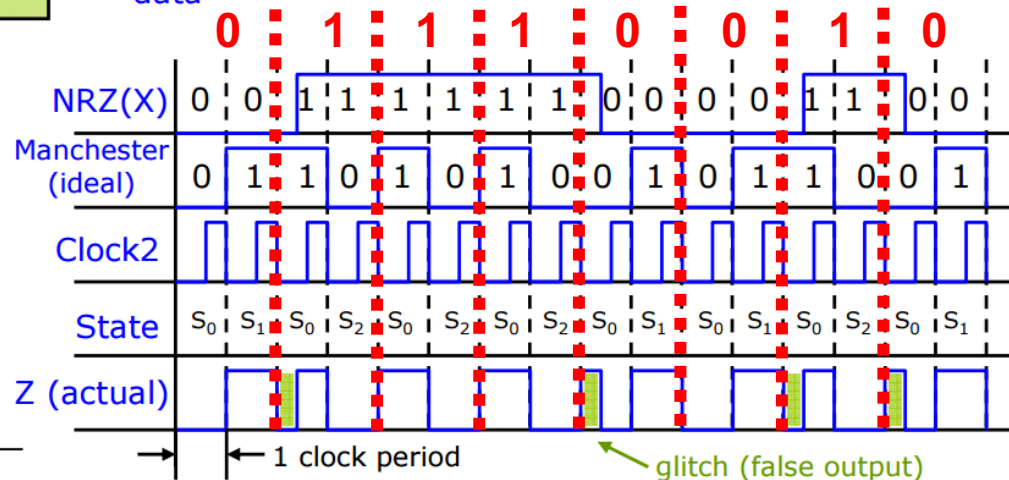 data
0 1 1 1 0 0 1 0
NRZ(X) 0 0 1 1 1 1 1 1 0 0 0 0 1 1 0 0
Manchester
(ideal) 0 1 1 0 1 0 1 0 0 1 0 1 1 0 0 1
Clock2
State S₀ S₁ S₀ S₂ S₀ S₂ S₀ S₂ S₀ S₁ S₀ S₁ S₀ S₂ S₀ S₁
Z (actual)
1 clock period
glitch (false output)